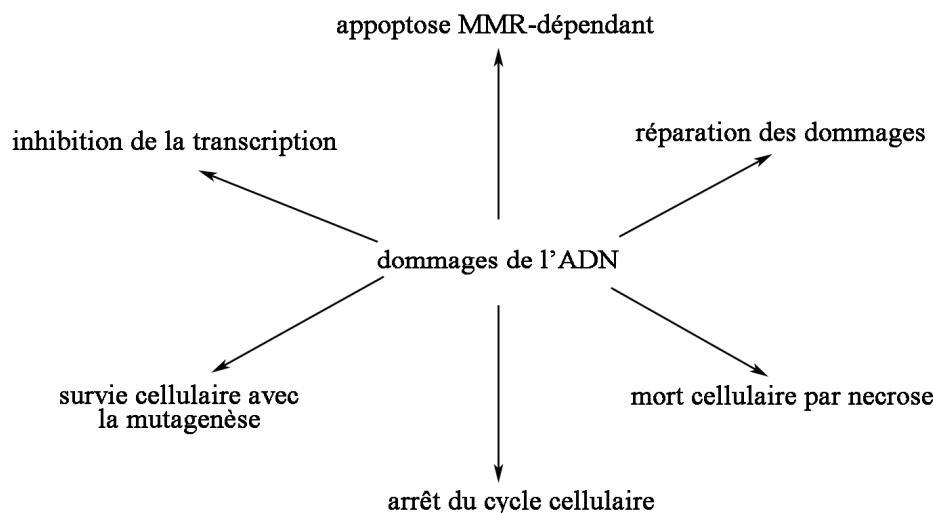 appoptose MMR-dépendant
inhibition de la transcription
réparation des dommages
dommages de l'ADN
survie cellulaire avec
la mutagenèse
mort cellulaire par necrose
arrêt du cycle cellulaire